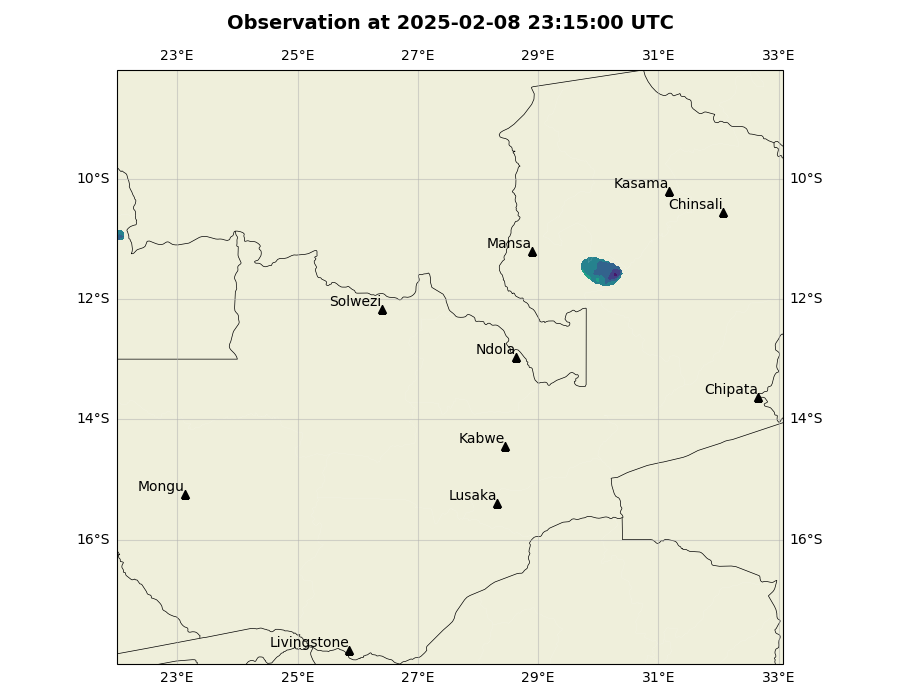 Observation at 2025-02-08 23:15:00 UTC
23°E 25°E 27°E 29°E 31°E 33°E
10°S 10°S
Kasama
Chinsali
Mansa
12°S 12°S
Solwezi
Ndola
Chipata
14°S 14°S
Kabwe
Mongu
Lusaka
16°S 16°S
Livingstone
23°E 25°E 27°E 29°E 31°E 33°E